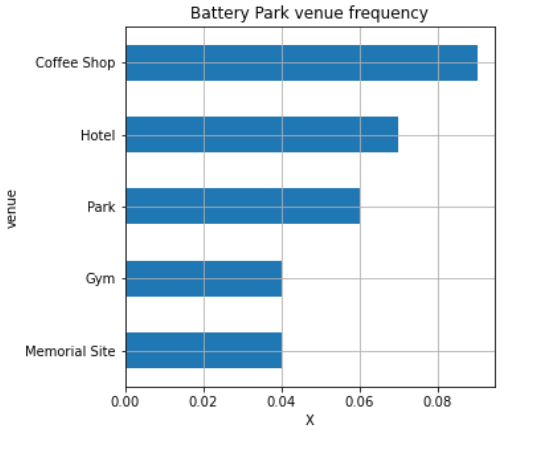 Battery Park venue frequency
Coffee Shop
Hotel
Park
Gym
Memorial Site
venue
0.00 0.02 0.04 0.06 0.08
X